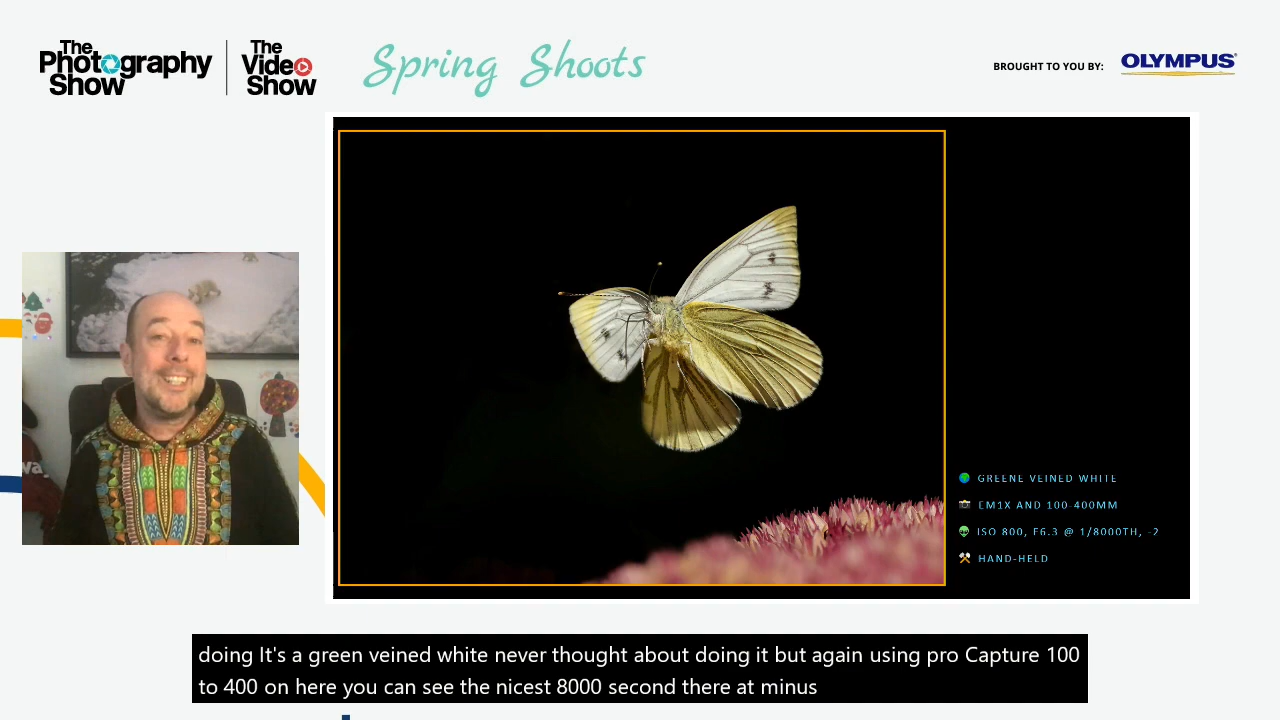 The
Photography
Show
The
Video
Show
Spring Shoots
BROUGHT TO YOU BY:
OLYMPUS®
GREENE VEINED WHITE
EM1X AND 100-400MM
ISO 800, F6.3 @ 1/8000TH, -2
HAND-HELD
doing It's a green veined white never thought about doing it but again using pro Capture 100
to 400 on here you can see the nicest 8000 second there at minus